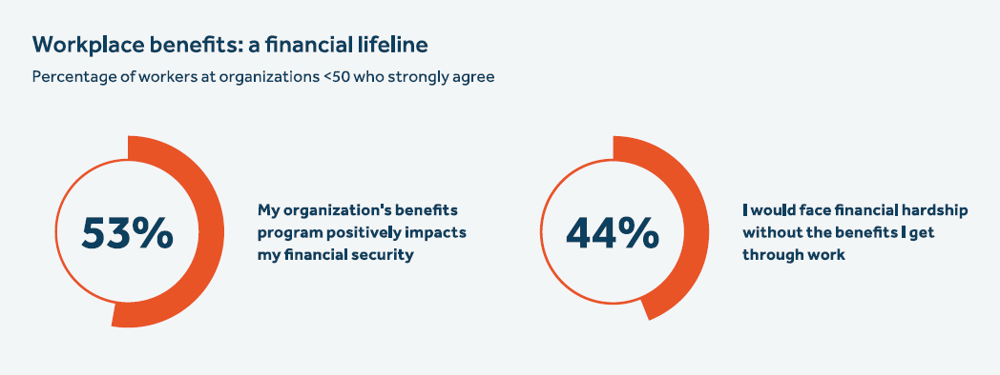 Workplace benefits: a financial lifeline
Percentage of workers at organizations <50 who strongly agree
53%
My organization's benefits
program positively impacts
my financial security
44%
I would face financial hardship
without the benefits I get
through work